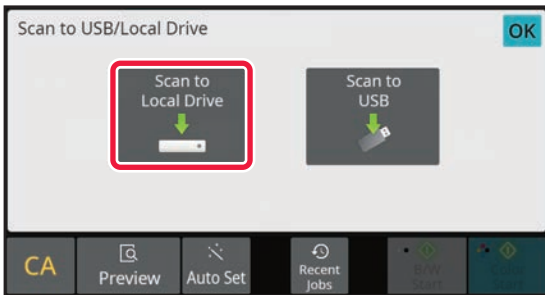 Scan to USB/Local Drive
OK
Scan to
Local Drive
Scan to
USB
CA
Preview
Auto Set
Recent
Jobs
B/W
Start
Color
Start